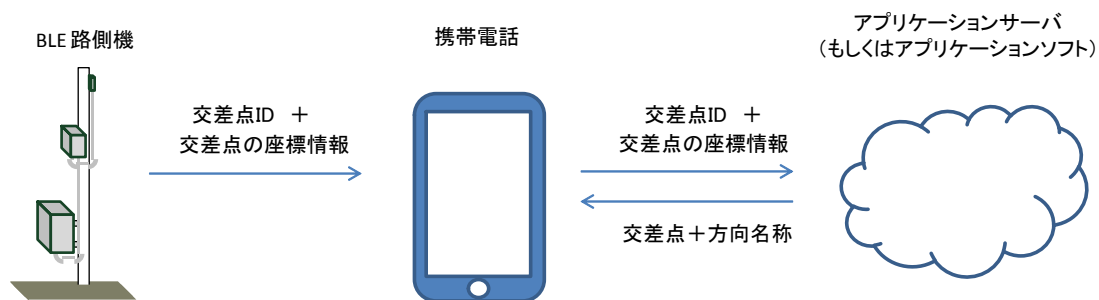 BLE 路側機
携帯電話
アプリケーションサーバ
（もしくはアプリケーションソフト）
交差点ID ＋
交差点の座標情報
交差点ID ＋
交差点の座標情報
交差点＋方向名称